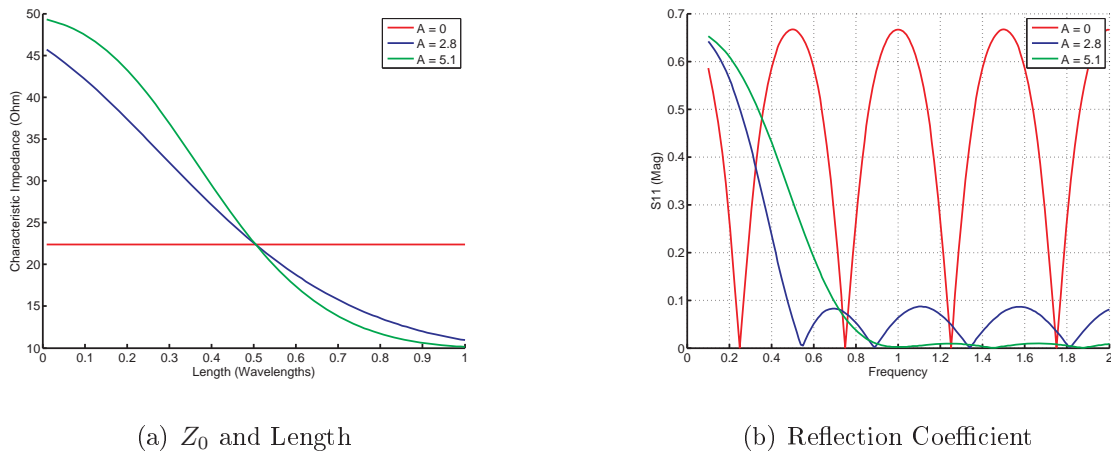 50
45
40
35
30
25
20
15
10
Characteristic Impedance (Ohm)
0 0.1 0.2 0.3 0.4 0.5 0.6 0.7 0.8 0.9 1
Length (Wavelengths)
A = 0
A = 2.8
A = 5.1
(a) Z₀ and Length
0.7
0.6
0.5
0.4
0.3
0.2
0.1
0
S11 (Mag)
0 0.2 0.4 0.6 0.8 1 1.2 1.4 1.6 1.8 2
Frequency
A = 0
A = 2.8
A = 5.1
(b) Reflection Coefficient